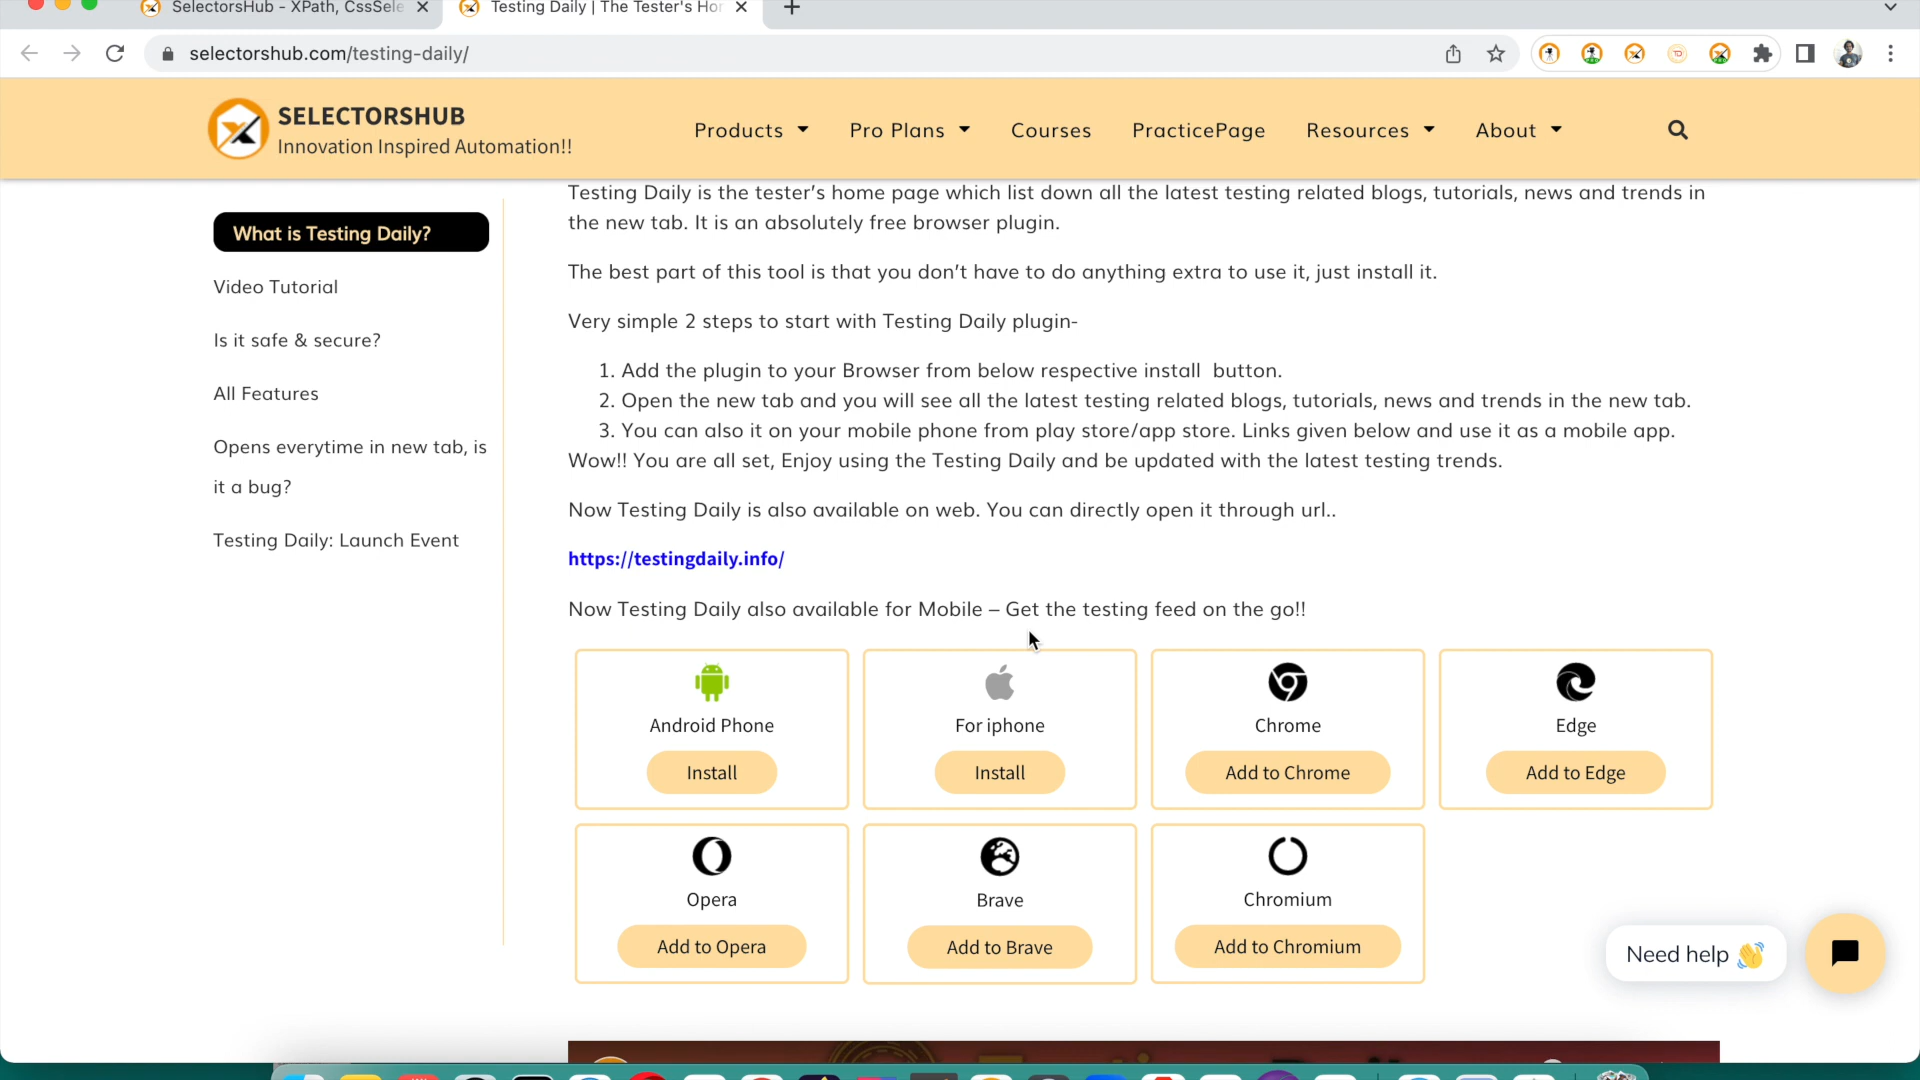 SelectorsHub - XPath, CssSele
Testing Daily | The Tester's Hor
selectorshub.com/testing-daily/
SELECTORSHUB
Innovation Inspired Automation!!
Products
Pro Plans
Courses
PracticePage
Resources
About
What is Testing Daily?
Video Tutorial
Is it safe & secure?
All Features
Opens everytime in new tab, is
it a bug?
Testing Daily: Launch Event
Testing Daily is the tester's home page which list down all the latest testing related blogs, tutorials, news and trends in
the new tab. It is an absolutely free browser plugin.
The best part of this tool is that you don't have to do anything extra to use it, just install it.
Very simple 2 steps to start with Testing Daily plugin-
1. Add the plugin to your Browser from below respective install button.
2. Open the new tab and you will see all the latest testing related blogs, tutorials, news and trends in the new tab.
3. You can also it on your mobile phone from play store/app store. Links given below and use it as a mobile app.
Wow!! You are all set, Enjoy using the Testing Daily and be updated with the latest testing trends.
Now Testing Daily is also available on web. You can directly open it through url..
https://testingdaily.info/
Now Testing Daily also available for Mobile – Get the testing feed on the go!!
Android Phone
Install
For iphone
Install
Chrome
Add to Chrome
Edge
Add to Edge
Opera
Add to Opera
Brave
Add to Brave
Chromium
Add to Chromium
Need help 👋